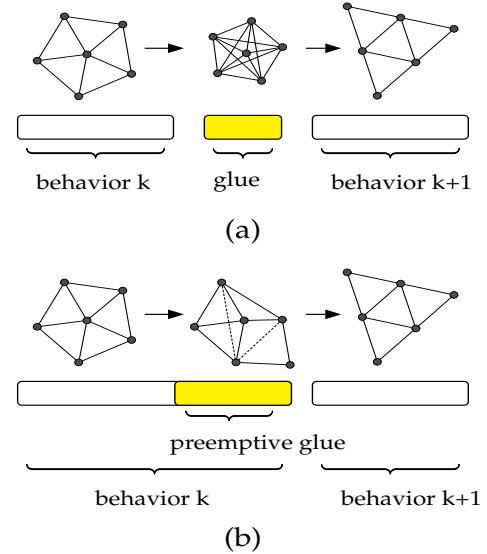 behavior k glue behavior k+1
(a)
preemptive glue
behavior k behavior k+1
(b)